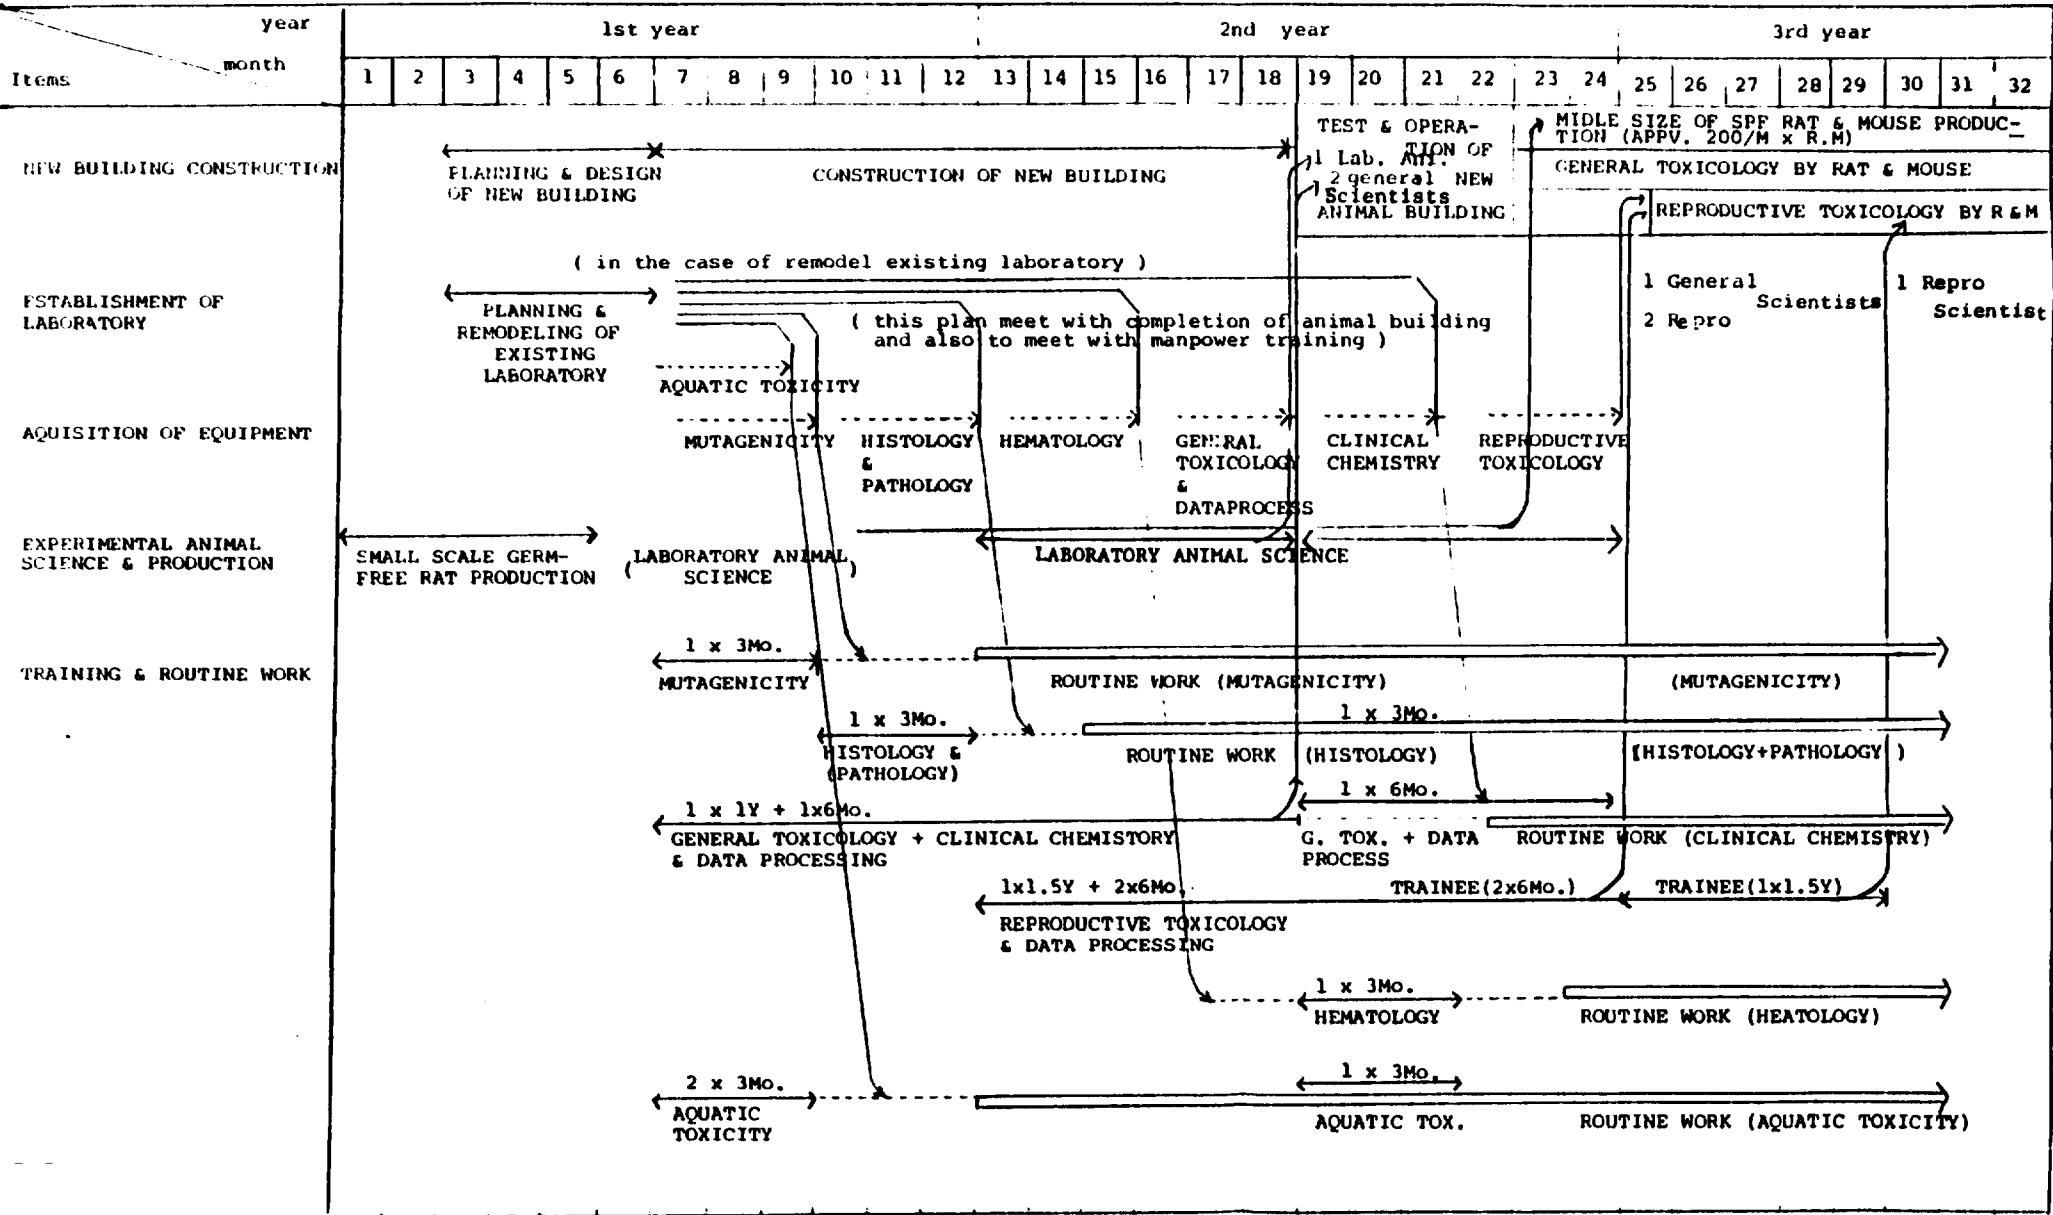 year
1st year 2nd year 3rd year
month
Items
1 2 3 4 5 6 7 8 9 10 11 12 13 14 15 16 17 18 19 20 21 22 23 24 25 26 27 28 29 30 31 32
NEW BUILDING CONSTRUCTION
PLANNING & DESIGN
OF NEW BUILDING
CONSTRUCTION OF NEW BUILDING
TEST & OPERA-
TION OF
1 Lab. Ani.
2 general NEW
Scientists
ANIMAL BUILDING
MIDLE SIZE OF SPF RAT & MOUSE PRODUC-
TION (APPV. 200/M x R.M)
GENERAL TOXICOLOGY BY RAT & MOUSE
REPRODUCTIVE TOXICOLOGY BY R & M
( in the case of remodel existing laboratory )
ESTABLISHMENT OF
LABORATORY
PLANNING &
REMODELING OF
EXISTING
LABORATORY
( this plan meet with completion of animal building
and also to meet with manpower training )
1 General
Scientists
2 Repro
1 Repro
Scientist
AQUATIC TOXICITY
AQUISITION OF EQUIPMENT
MUTAGENICITY
HISTOLOGY
&
PATHOLOGY
HEMATOLOGY
GENERAL
TOXICOLOGY
&
DATAPROCESS
CLINICAL
CHEMISTRY
REPRODUCTIVE
TOXICOLOGY
EXPERIMENTAL ANIMAL
SCIENCE & PRODUCTION
SMALL SCALE GERM-
FREE RAT PRODUCTION
(LABORATORY ANIMAL
SCIENCE )
LABORATORY ANIMAL SCIENCE
TRAINING & ROUTINE WORK
1 x 3Mo.
MUTAGENICITY
ROUTINE WORK (MUTAGENICITY)
(MUTAGENICITY)
1 x 3Mo.
HISTOLOGY &
(PATHOLOGY)
1 x 3Mo.
ROUTINE WORK (HISTOLOGY)
(HISTOLOGY+PATHOLOGY )
1 x 1Y + 1x6Mo.
GENERAL TOXICOLOGY + CLINICAL CHEMISTORY
& DATA PROCESSING
1 x 6Mo.
G. TOX. + DATA
PROCESS
ROUTINE WORK (CLINICAL CHEMISTRY)
1x1.5Y + 2x6Mo.
TRAINEE(2x6Mo.)
TRAINEE(1x1.5Y)
REPRODUCTIVE TOXICOLOGY
& DATA PROCESSING
1 x 3Mo.
HEMATOLOGY
ROUTINE WORK (HEATOLOGY)
2 x 3Mo.
AQUATIC
TOXICITY
1 x 3Mo.
AQUATIC TOX.
ROUTINE WORK (AQUATIC TOXICITY)